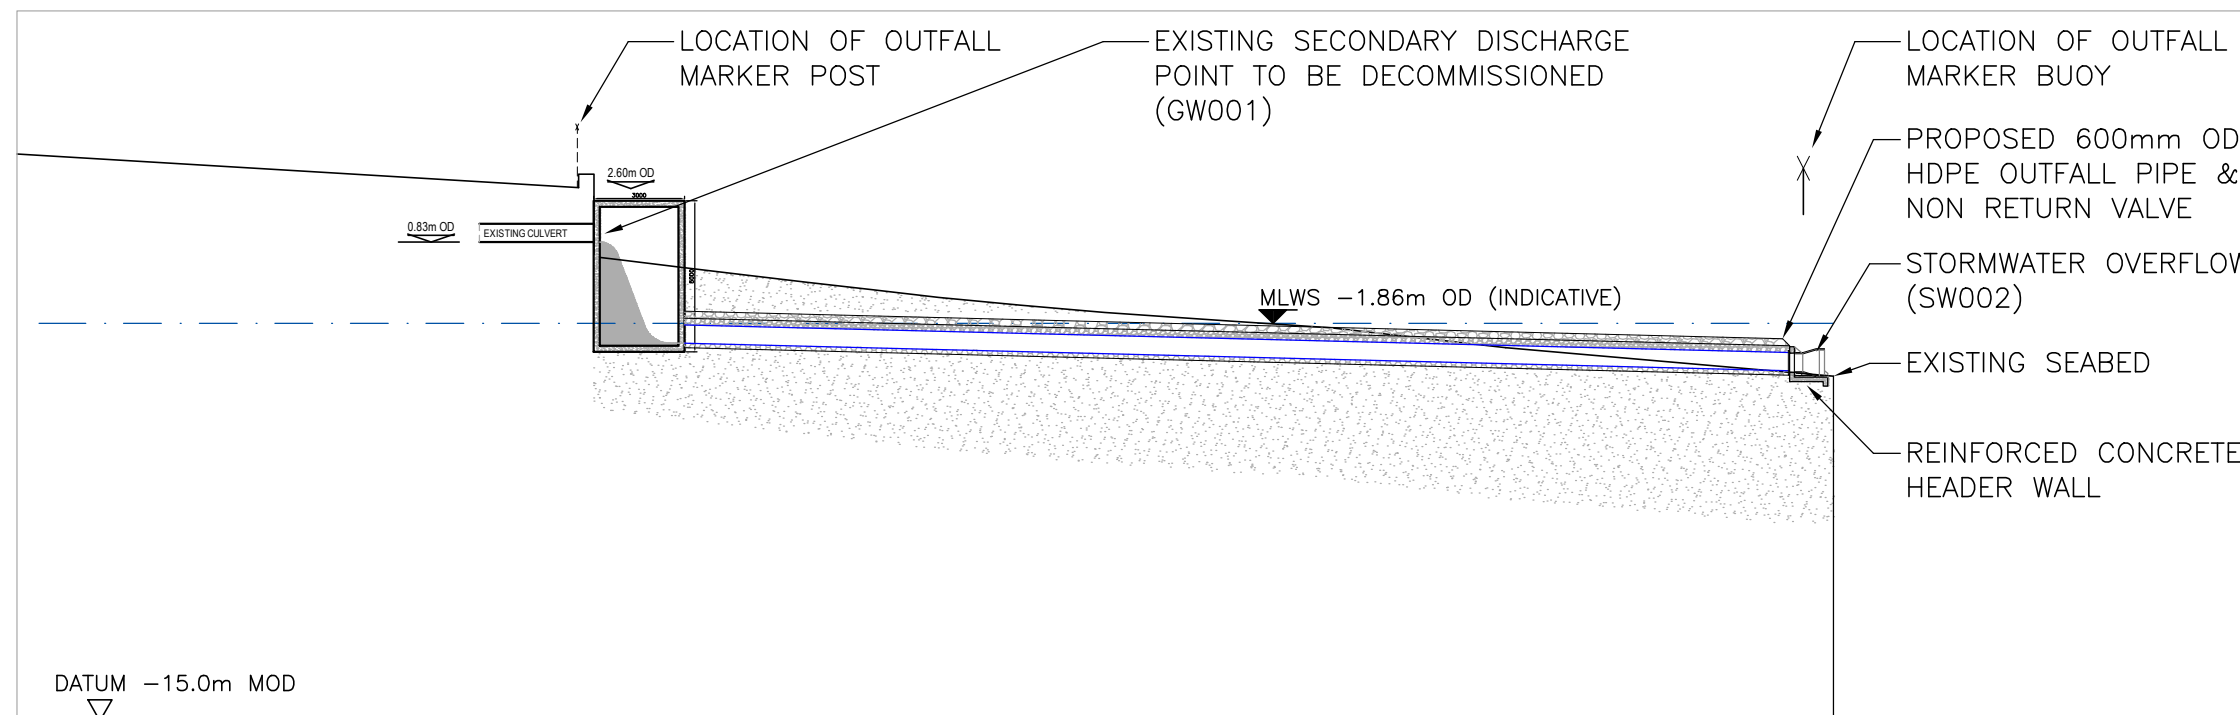 LOCATION OF OUTFALL
MARKER POST
EXISTING SECONDARY DISCHARGE
POINT TO BE DECOMMISSIONED
(GW001)
LOCATION OF OUTFALL
MARKER BUOY
PROPOSED 600mm OD
HDPE OUTFALL PIPE &
NON RETURN VALVE
2.60m OD
3000
0.83m OD
EXISTING CULVERT
5000
MLWS -1.86m OD (INDICATIVE)
STORMWATER OVERFLOW
(SW002)
EXISTING SEABED
REINFORCED CONCRETE
HEADER WALL
DATUM -15.0m MOD